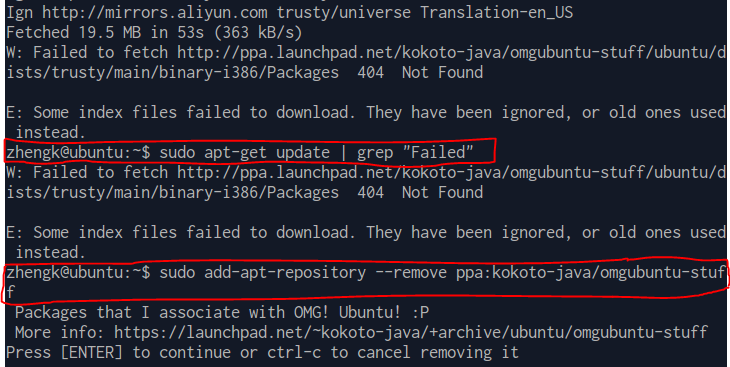 Ign http://mirrors.aliyun.com trusty/universe Translation-en_US
Fetched 19.5 MB in 53s (363 kB/s)
W: Failed to fetch http://ppa.launchpad.net/kokoto-java/omgubuntu-stuff/ubuntu/d
ists/trusty/main/binary-i386/Packages  404  Not Found

E: Some index files failed to download. They have been ignored, or old ones used
 instead.
zhengk@ubuntu:~$ sudo apt-get update | grep "Failed"
W: Failed to fetch http://ppa.launchpad.net/kokoto-java/omgubuntu-stuff/ubuntu/d
ists/trusty/main/binary-i386/Packages  404  Not Found

E: Some index files failed to download. They have been ignored, or old ones used
 instead.
zhengk@ubuntu:~$ sudo add-apt-repository --remove ppa:kokoto-java/omgubuntu-stuf
f
 Packages that I associate with OMG! Ubuntu! :P
 More info: https://launchpad.net/~kokoto-java/+archive/ubuntu/omgubuntu-stuff
Press [ENTER] to continue or ctrl-c to cancel removing it